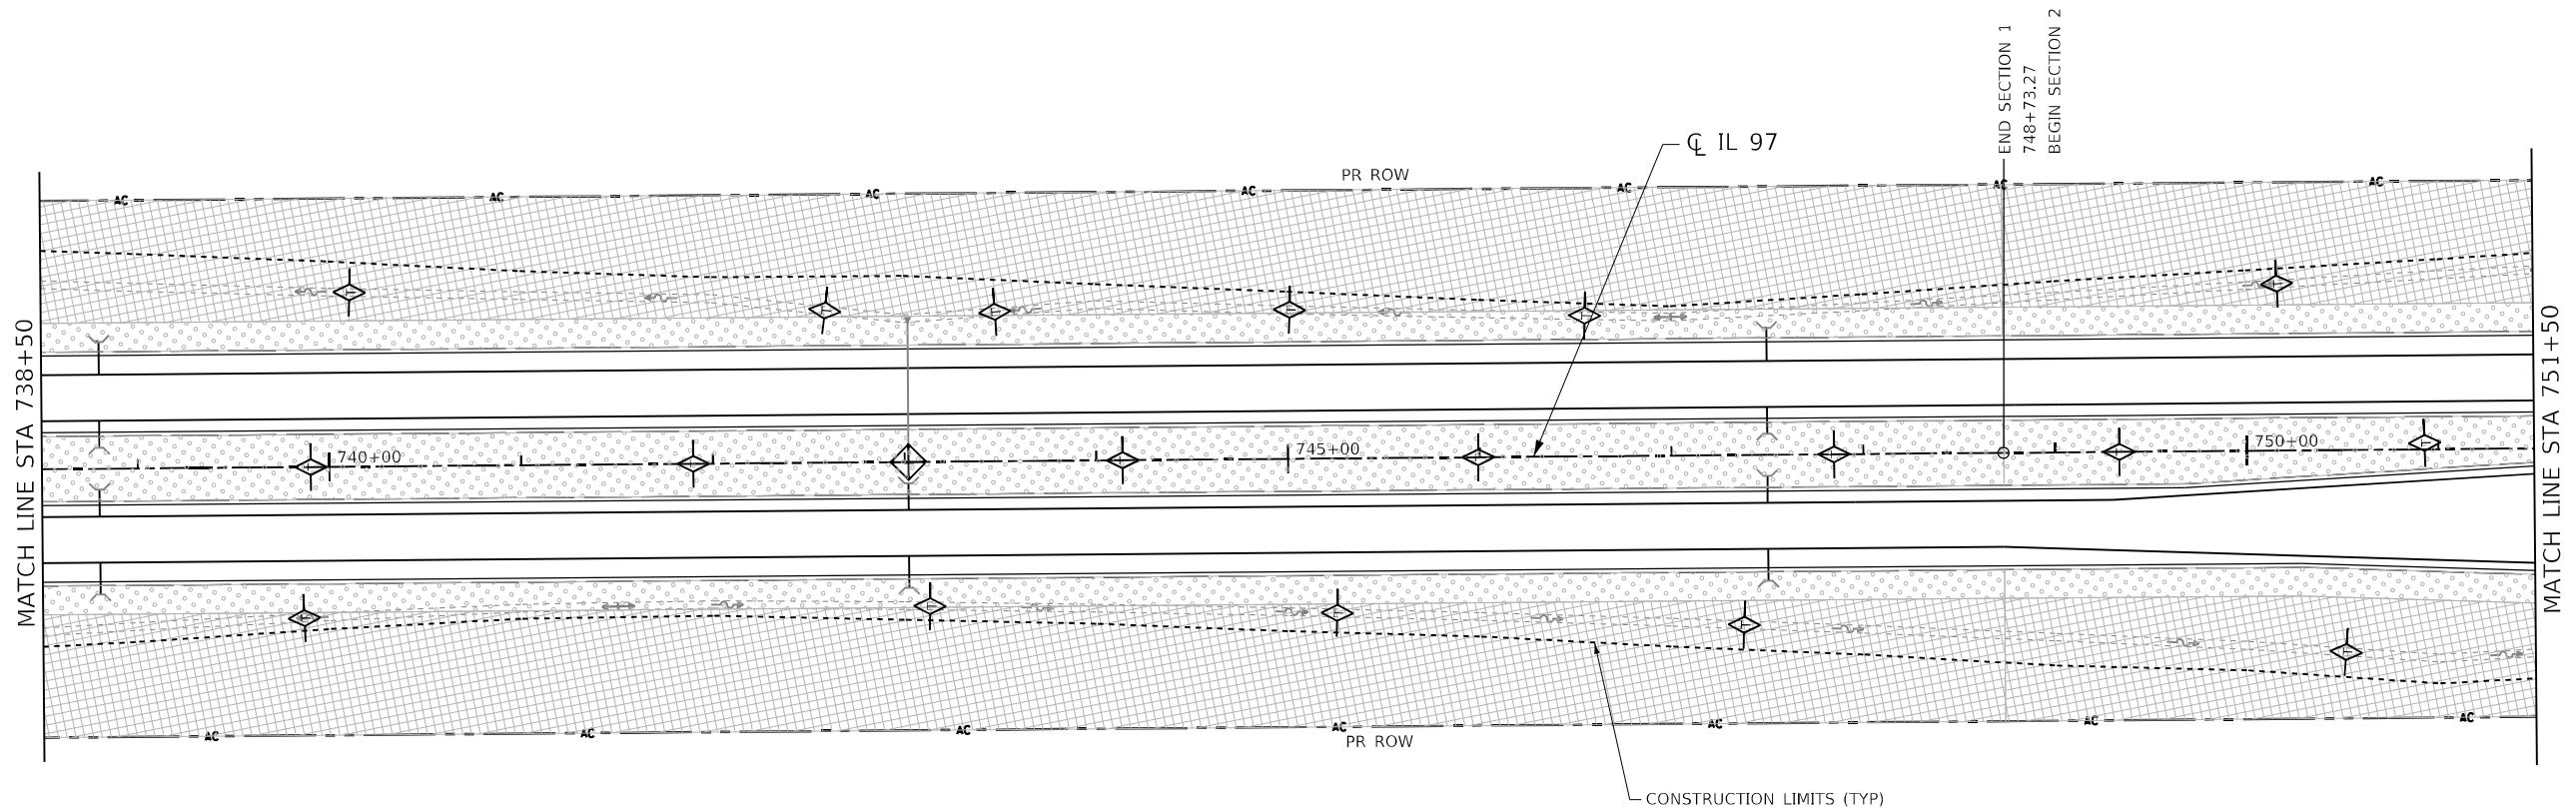 END SECTION 1
748+73.27
BEGIN SECTION 2
℄ IL 97
PR ROW
AC AC AC AC AC AC AC
MATCH LINE STA 738+50
740+00
745+00
750+00
MATCH LINE STA 751+50
AC AC AC AC AC AC AC
PR ROW
CONSTRUCTION LIMITS (TYP)